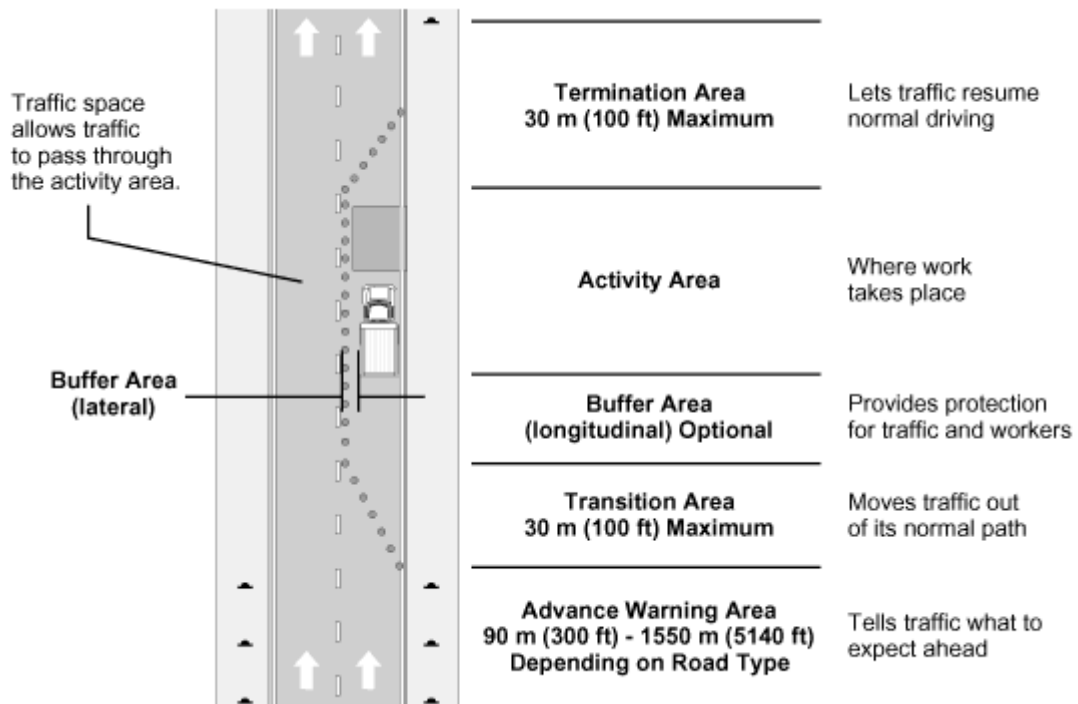 Termination Area
30 m (100 ft) Maximum
Lets traffic resume
normal driving
Traffic space
allows traffic
to pass through
the activity area.
Activity Area
Where work
takes place
Buffer Area
(lateral)
Buffer Area
(longitudinal) Optional
Provides protection
for traffic and workers
Transition Area
30 m (100 ft) Maximum
Moves traffic out
of its normal path
Advance Warning Area
90 m (300 ft) - 1550 m (5140 ft)
Depending on Road Type
Tells traffic what to
expect ahead